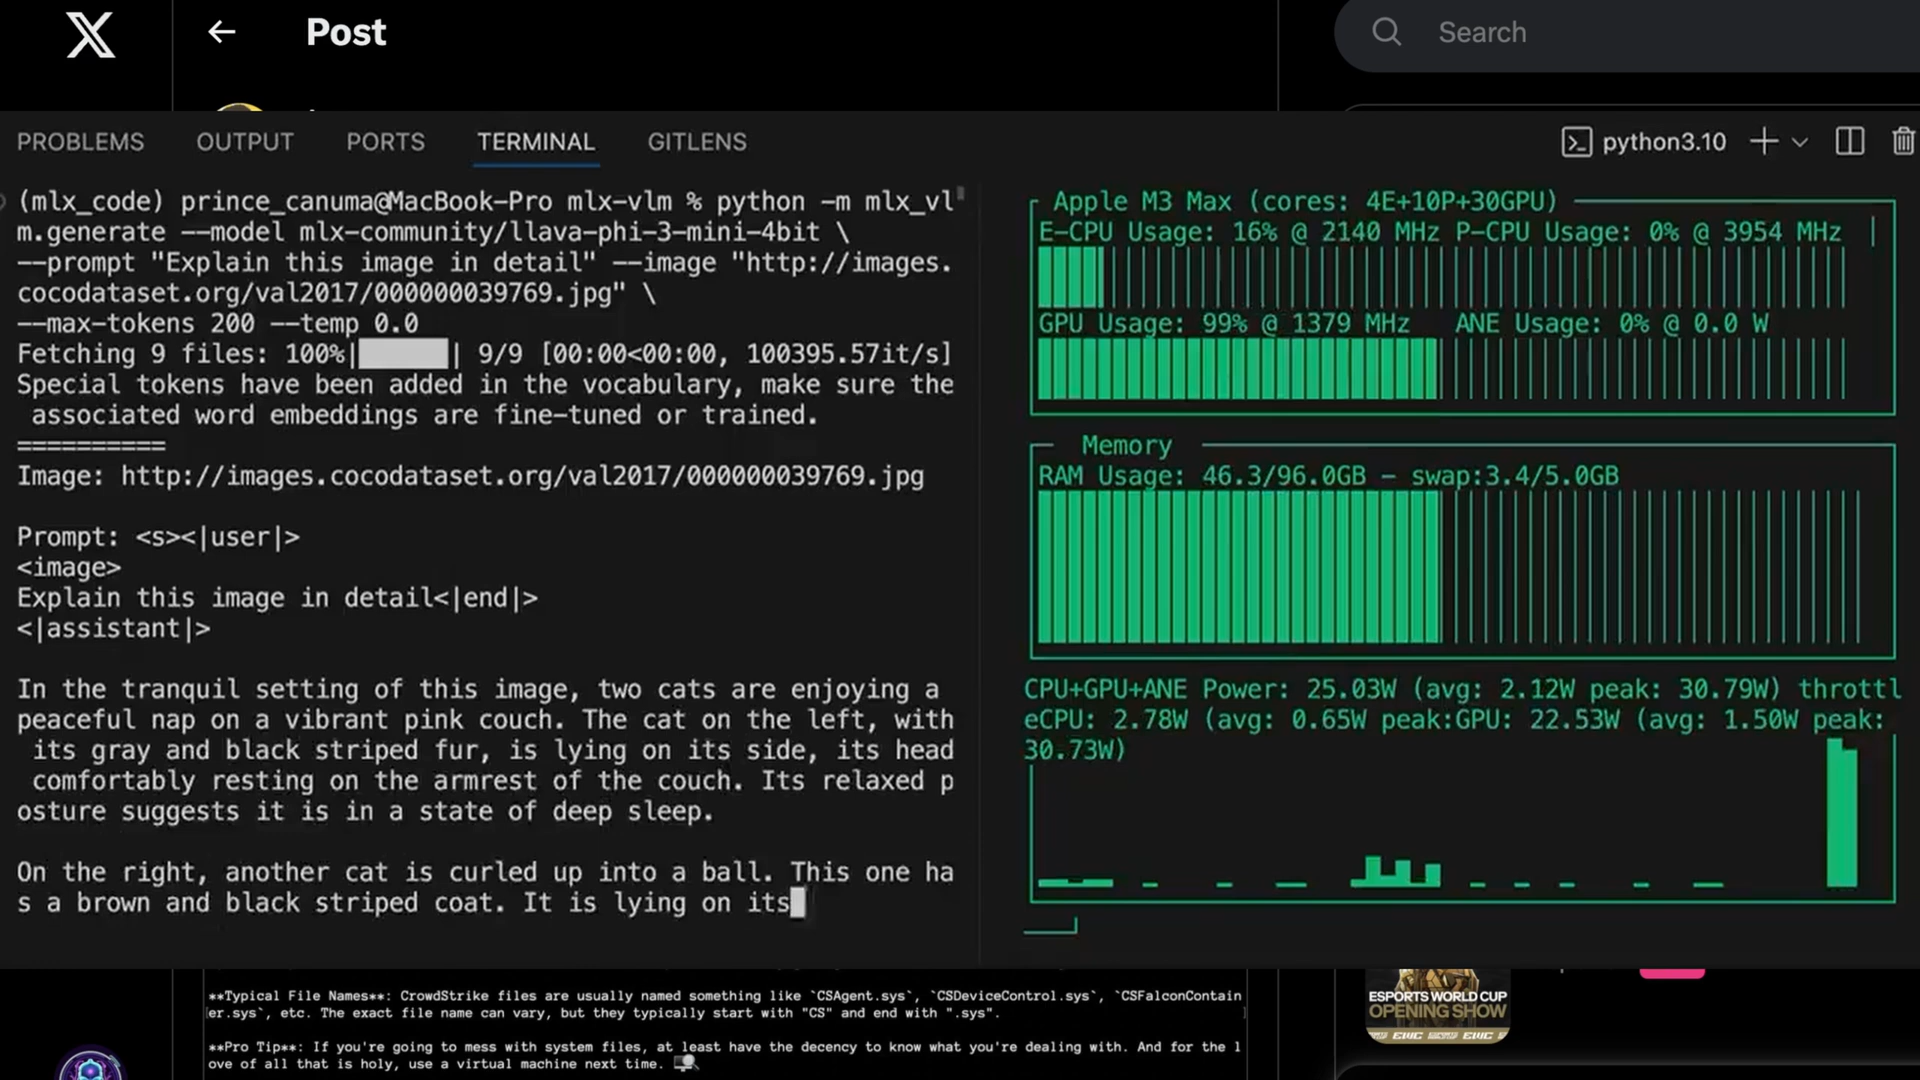 Post
Search
PROBLEMS OUTPUT PORTS TERMINAL GITLENS
python3.10
(mlx_code) prince_canuma@MacBook-Pro mlx-vlm % python -m mlx_vl
m.generate --model mlx-community/llava-phi-3-mini-4bit \
--prompt "Explain this image in detail" --image "http://images.
cocodataset.org/val2017/000000039769.jpg" \
--max-tokens 200 --temp 0.0
Fetching 9 files: 100%| | 9/9 [00:00<00:00, 100395.57it/s]
Special tokens have been added in the vocabulary, make sure the
associated word embeddings are fine-tuned or trained.
==========
Image: http://images.cocodataset.org/val2017/000000039769.jpg
Prompt: <s><|user|>
<image>
Explain this image in detail<|end|>
<|assistant|>
In the tranquil setting of this image, two cats are enjoying a
peaceful nap on a vibrant pink couch. The cat on the left, with
its gray and black striped fur, is lying on its side, its head
comfortably resting on the armrest of the couch. Its relaxed p
osture suggests it is in a state of deep sleep.
On the right, another cat is curled up into a ball. This one ha
s a brown and black striped coat. It is lying on its
Apple M3 Max (cores: 4E+10P+30GPU)
E-CPU Usage: 16% @ 2140 MHz P-CPU Usage: 0% @ 3954 MHz
GPU Usage: 99% @ 1379 MHz ANE Usage: 0% @ 0.0 W
Memory
RAM Usage: 46.3/96.0GB - swap:3.4/5.0GB
CPU+GPU+ANE Power: 25.03W (avg: 2.12W peak: 30.79W) throttl
eCPU: 2.78W (avg: 0.65W peak:GPU: 22.53W (avg: 1.50W peak:
30.73W)
**Typical File Names**: CrowdStrike files are usually named something like `CSAgent.sys`, `CSDeviceControl.sys`, `CSFalconContain
er.sys`, etc. The exact file name can vary, but they typically start with "CS" and end with ".sys".
**Pro Tip**: If you're going to mess with system files, at least have the decency to know what you're dealing with. And for the l
ove of all that is holy, use a virtual machine next time.
ESPORTS WORLD CUP
OPENING SHOW